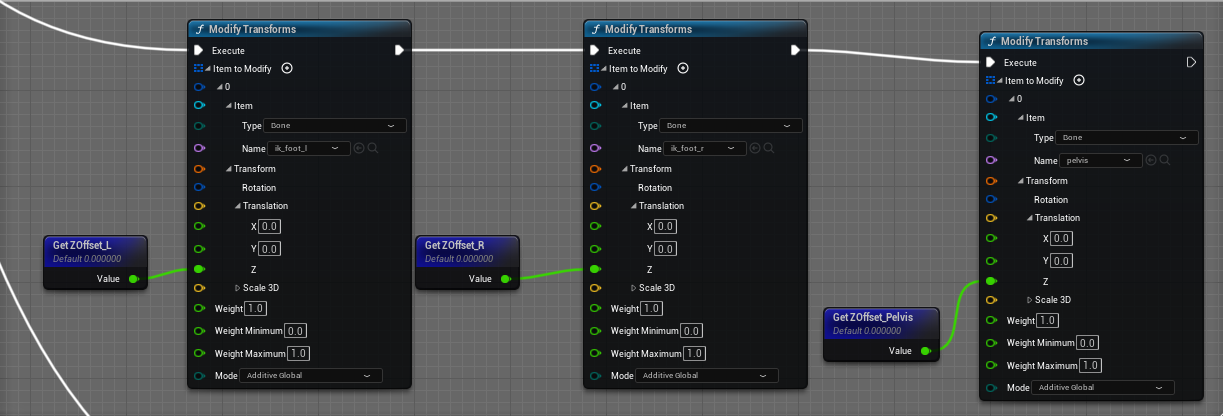 Modify Transforms
Execute
Item to Modify
0
Item
Type Bone
Name ik_foot_l
Transform
Rotation
Translation
X 0.0
Y 0.0
Z
Scale 3D
Weight 1.0
Weight Minimum 0.0
Weight Maximum 1.0
Mode Additive Global
Get ZOffset_L
Default 0.000000
Value
Modify Transforms
Execute
Item to Modify
0
Item
Type Bone
Name ik_foot_r
Transform
Rotation
Translation
X 0.0
Y 0.0
Z
Scale 3D
Weight 1.0
Weight Minimum 0.0
Weight Maximum 1.0
Mode Additive Global
Get ZOffset_R
Default 0.000000
Value
Modify Transforms
Execute
Item to Modify
0
Item
Type Bone
Name pelvis
Transform
Rotation
Translation
X 0.0
Y 0.0
Z
Scale 3D
Weight 1.0
Weight Minimum 0.0
Weight Maximum 1.0
Mode Additive Global
Get ZOffset_Pelvis
Default 0.000000
Value